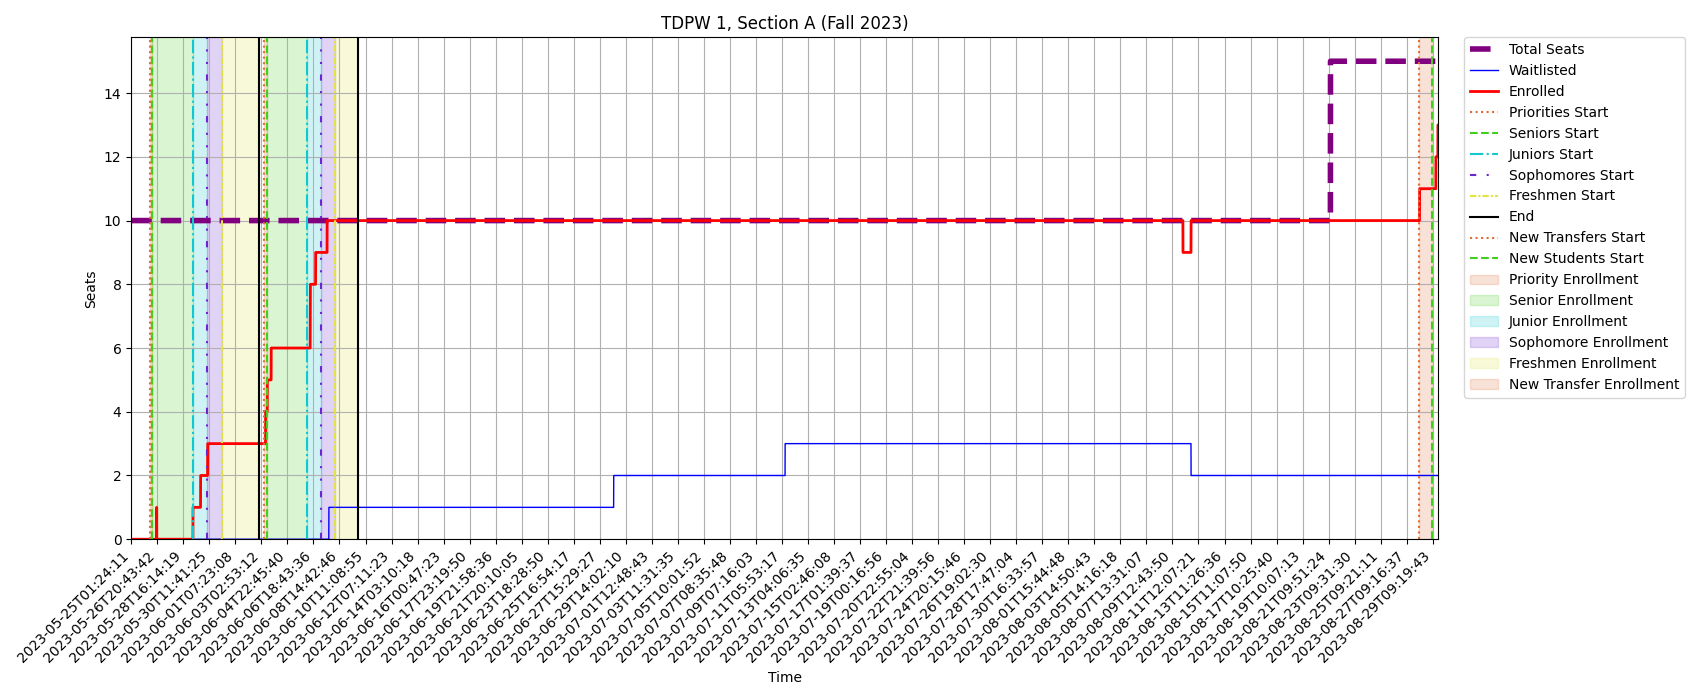 TDPW 1, Section A (Fall 2023)
Seats
14
12
10
8
6
4
2
0
2023-05-25T01:24:11
2023-05-26T20:43:42
2023-05-28T16:14:19
2023-05-30T11:41:25
2023-06-01T07:23:08
2023-06-03T02:53:12
2023-06-04T22:45:40
2023-06-06T18:43:36
2023-06-08T14:42:46
2023-06-10T11:08:55
2023-06-12T07:11:23
2023-06-14T03:10:18
2023-06-16T00:47:23
2023-06-17T23:19:50
2023-06-19T21:58:36
2023-06-21T20:10:05
2023-06-23T18:28:50
2023-06-25T16:54:17
2023-06-27T15:29:27
2023-06-29T14:02:10
2023-07-01T12:48:43
2023-07-03T11:31:35
2023-07-05T10:01:52
2023-07-07T08:35:48
2023-07-09T07:16:03
2023-07-11T05:53:17
2023-07-13T04:06:35
2023-07-15T02:46:08
2023-07-17T01:39:37
2023-07-19T00:16:56
2023-07-20T22:55:04
2023-07-22T21:39:56
2023-07-24T20:15:46
2023-07-26T19:02:30
2023-07-28T17:47:04
2023-07-30T16:33:57
2023-08-01T15:44:48
2023-08-03T14:50:43
2023-08-05T14:16:18
2023-08-07T13:31:07
2023-08-09T12:43:50
2023-08-11T12:07:21
2023-08-13T11:26:36
2023-08-15T11:07:50
2023-08-17T10:25:40
2023-08-19T10:07:13
2023-08-21T09:51:24
2023-08-23T09:31:30
2023-08-25T09:21:11
2023-08-27T09:16:37
2023-08-29T09:19:43
Time
Total Seats
Waitlisted
Enrolled
Priorities Start
Seniors Start
Juniors Start
Sophomores Start
Freshmen Start
End
New Transfers Start
New Students Start
Priority Enrollment
Senior Enrollment
Junior Enrollment
Sophomore Enrollment
Freshmen Enrollment
New Transfer Enrollment